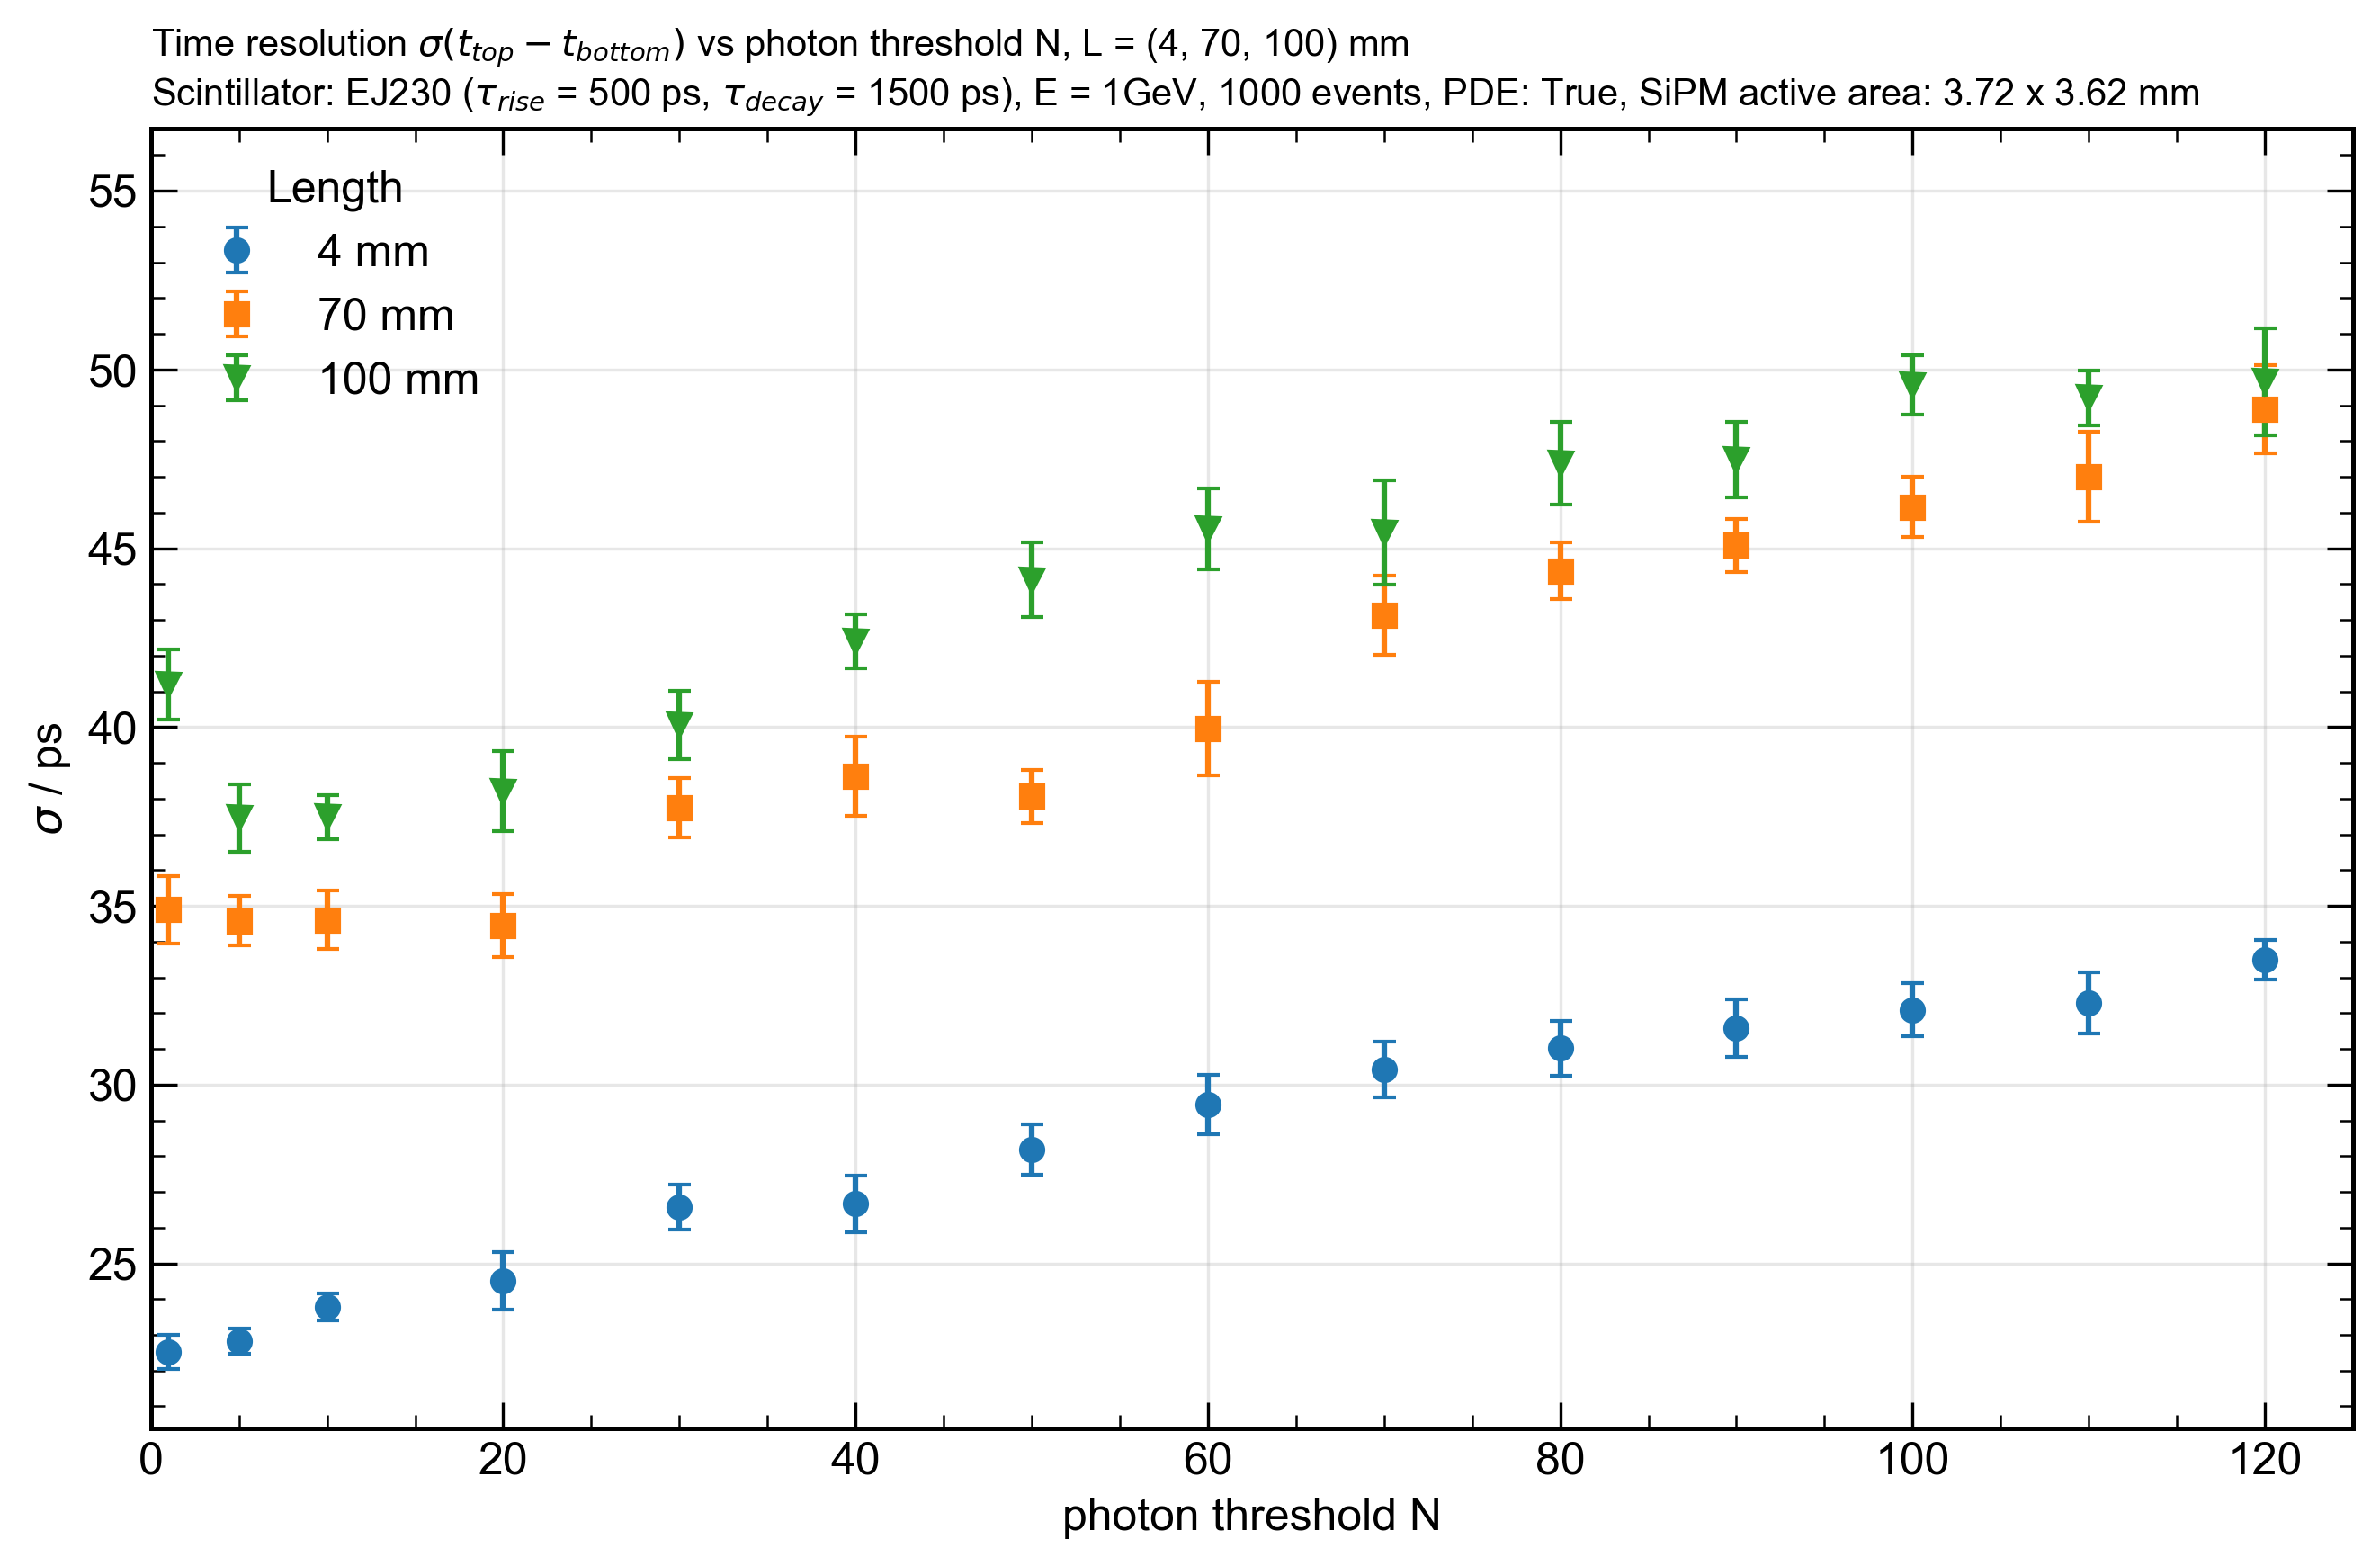 Time resolution σ(t_top − t_bottom) vs photon threshold N, L = (4, 70, 100) mm
Scintillator: EJ230 (τ_rise = 500 ps, τ_decay = 1500 ps), E = 1GeV, 1000 events, PDE: True, SiPM active area: 3.72 x 3.62 mm
Length
4 mm
70 mm
100 mm
55
50
45
40
35
30
25
σ / ps
0 20 40 60 80 100 120
photon threshold N